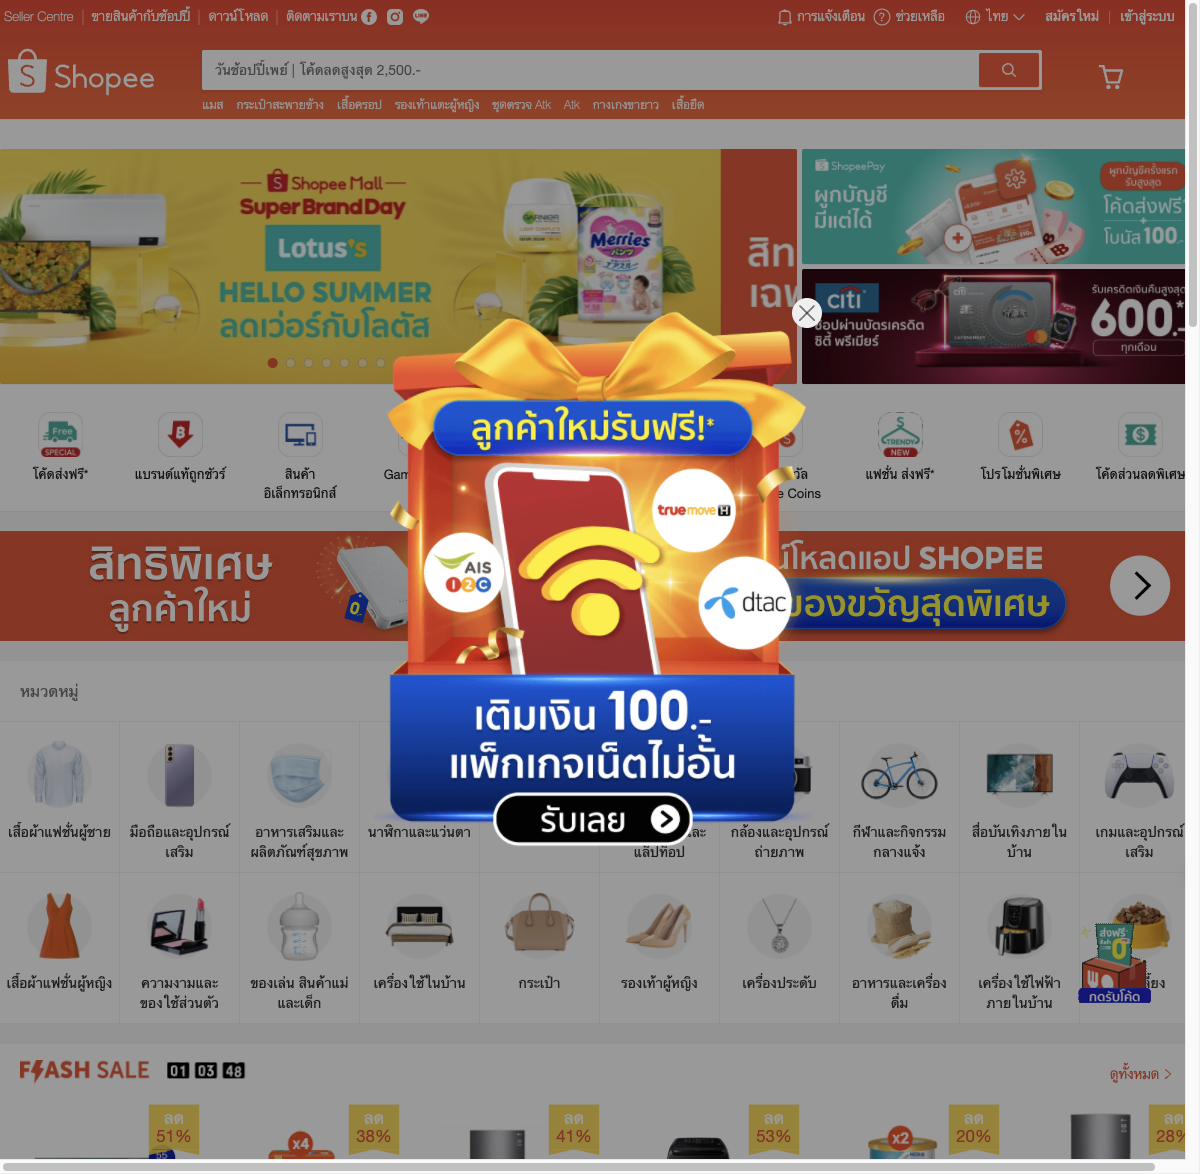 Seller Centre
ขายสินค้ากับช้อปปี้
ดาวน์โหลด
ติดตามเราบน
การแจ้งเตือน
ช่วยเหลือ
ไทย
สมัครใหม่
เข้าสู่ระบบ
Shopee
วันช้อปปี้เพย์ | โค้ดลดสูงสุด 2,500.-
แมส กระเป๋าสะพายข้าง เสื้อครอป รองเท้าแตะผู้หญิง ชุดตรวจ Atk Atk กางเกงขายาว เสื้อยืด
Shopee Mall
Super Brand Day
Lotus's
HELLO SUMMER
ลดเว่อร์กับโลตัส
GARNIER
Merries
สิท
เฉพ
ShopeePay
ผูกบัญชี
มีแต่ได้
ผูกบัญชีครั้งแรก
รับสูงสุด
โค้ดส่งฟรี
+
โบนัส 100.-
citi
ช้อปผ่านบัตรเครดิต
ซิตี้ พรีเมียร์
รับเครดิตเงินคืนสูงสุด
600.-*
ทุกเดือน
Free
SPECIAL
โค้ดส่งฟรี*
แบรนด์แท้ถูกชัวร์
สินค้า
อิเล็กทรอนิกส์
Gam
วัล
e Coins
TRENDY
NEW
แฟชั่น ส่งฟรี*
โปรโมชั่นพิเศษ
โค้ดส่วนลดพิเศษ
ลูกค้าใหม่รับฟรี!*
truemove H
AIS
12C
dtac
เติมเงิน 100.-
แพ็กเกจเน็ตไม่อั้น
รับเลย
สิทธิพิเศษ
ลูกค้าใหม่
น์โหลดแอป SHOPEE
ของขวัญสุดพิเศษ
หมวดหมู่
เสื้อผ้าแฟชั่นผู้ชาย
มือถือและอุปกรณ์
เสริม
อาหารเสริมและ
ผลิตภัณฑ์สุขภาพ
นาฬิกาและแว่นตา
และ
แล็ปท็อป
กล้องและอุปกรณ์
ถ่ายภาพ
กีฬาและกิจกรรม
กลางแจ้ง
สื่อบันเทิงภายใน
บ้าน
เกมและอุปกรณ์
เสริม
เสื้อผ้าแฟชั่นผู้หญิง
ความงามและ
ของใช้ส่วนตัว
ของเล่น สินค้าแม่
และเด็ก
เครื่องใช้ในบ้าน
กระเป๋า
รองเท้าผู้หญิง
เครื่องประดับ
อาหารและเครื่อง
ดื่ม
เครื่องใช้ไฟฟ้า
ภายในบ้าน
ลี้ยง
ส่งฟรี
ขั้นต่ำ
0
กดรับโค้ด
FLASH SALE
01 03 48
ดูทั้งหมด
ลด
51%
ลด
38%
ลด
41%
ลด
53%
ลด
20%
ลด
28%
x4
x2
55